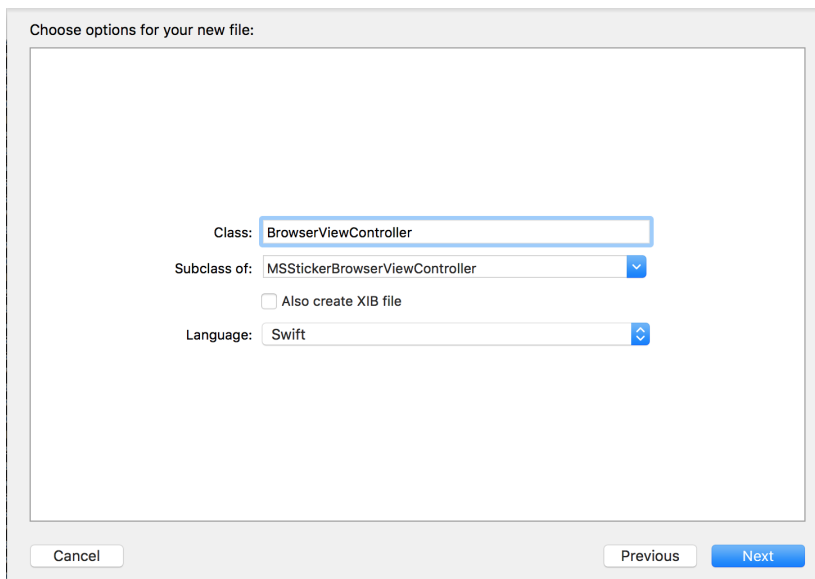 Choose options for your new file:
Class: BrowserViewController
Subclass of: MSStickerBrowserViewController
Also create XIB file
Language: Swift
Cancel Previous Next